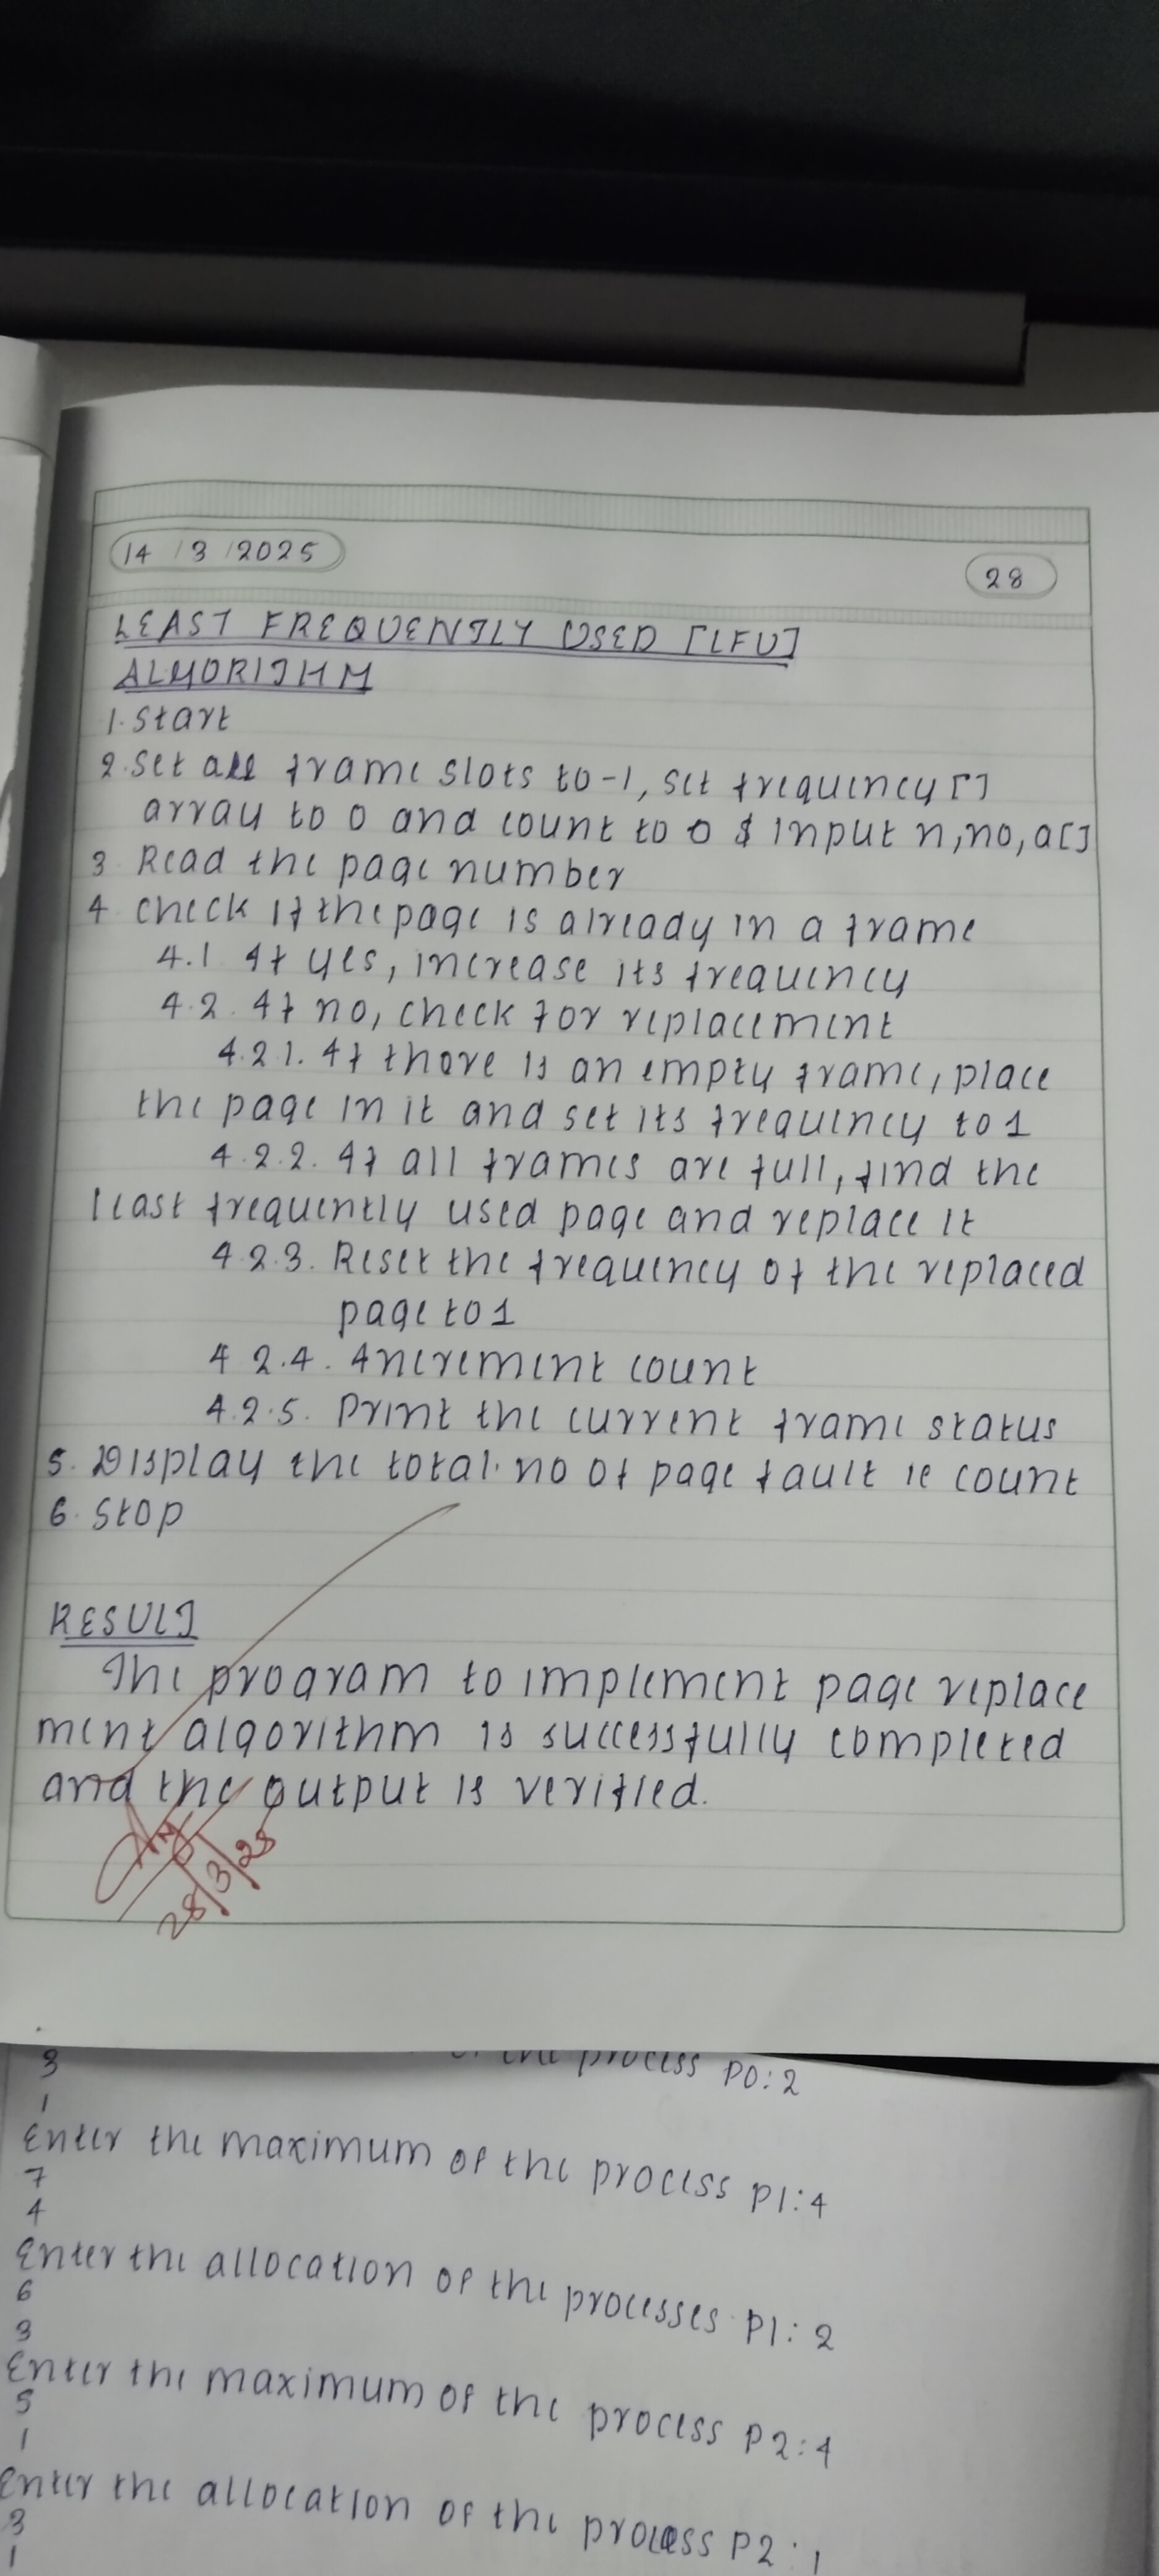 14/3/2025
28
LEAST FREQUENTLY USED [LFU]
ALGORITHM
1. Start
2. Set all frame slots to -1, set frequency[]
array to 0 and count to 0 & input n, no, a[]
3 Read the page number
4 check if the page is already in a frame
4.1 If yes, increase its frequency
4.2. If no, check for replacement
4.2.1. If there is an empty frame, place
the page in it and set its frequency to 1
4.2.2. If all frames are full, find the
least frequently used page and replace it
4.2.3. Reset the frequency of the replaced
page to 1
4.2.4. Increment count
4.2.5. Print the current frame status
5. Display the total no of page fault ie count
6. Stop
RESULT
The program to implement page replace
ment algorithm is successfully completed
and the output is verified.
28/3/25
3
the process P0:2
1
Enter the maximum of the process P1:4
7
4
Enter the allocation of the processes P1:2
6
3
Enter the maximum of the process P2:4
5
1
Enter the allocation of the process P2:1
3
1